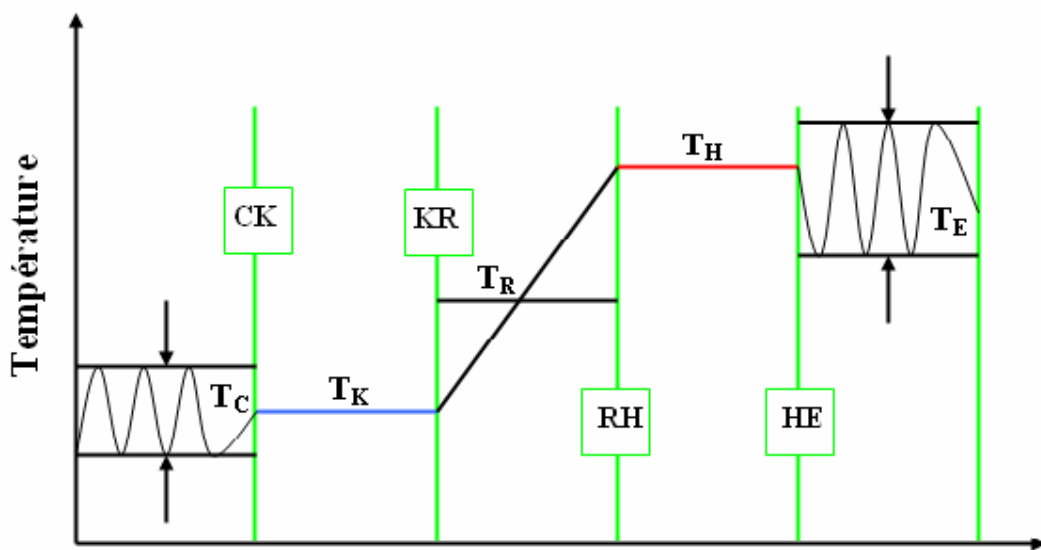 Température
T_C
CK
T_K
KR
T_R
RH
T_H
HE
T_E